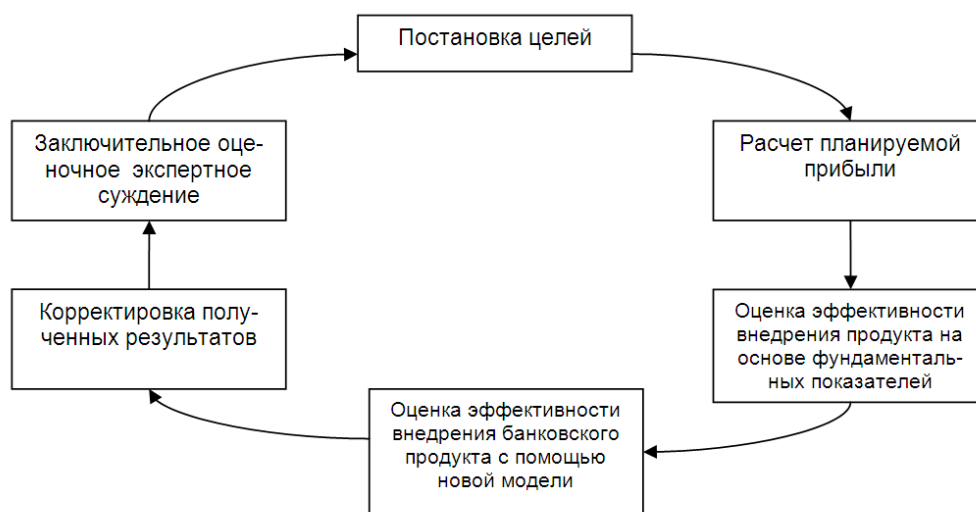 Постановка целей
Расчет планируемой
прибыли
Оценка эффективности
внедрения продукта на
основе фундаменталь-
ных показателей
Оценка эффективности
внедрения банковского
продукта с помощью
новой модели
Корректировка полу-
ченных результатов
Заключительное оце-
ночное экспертное
суждение